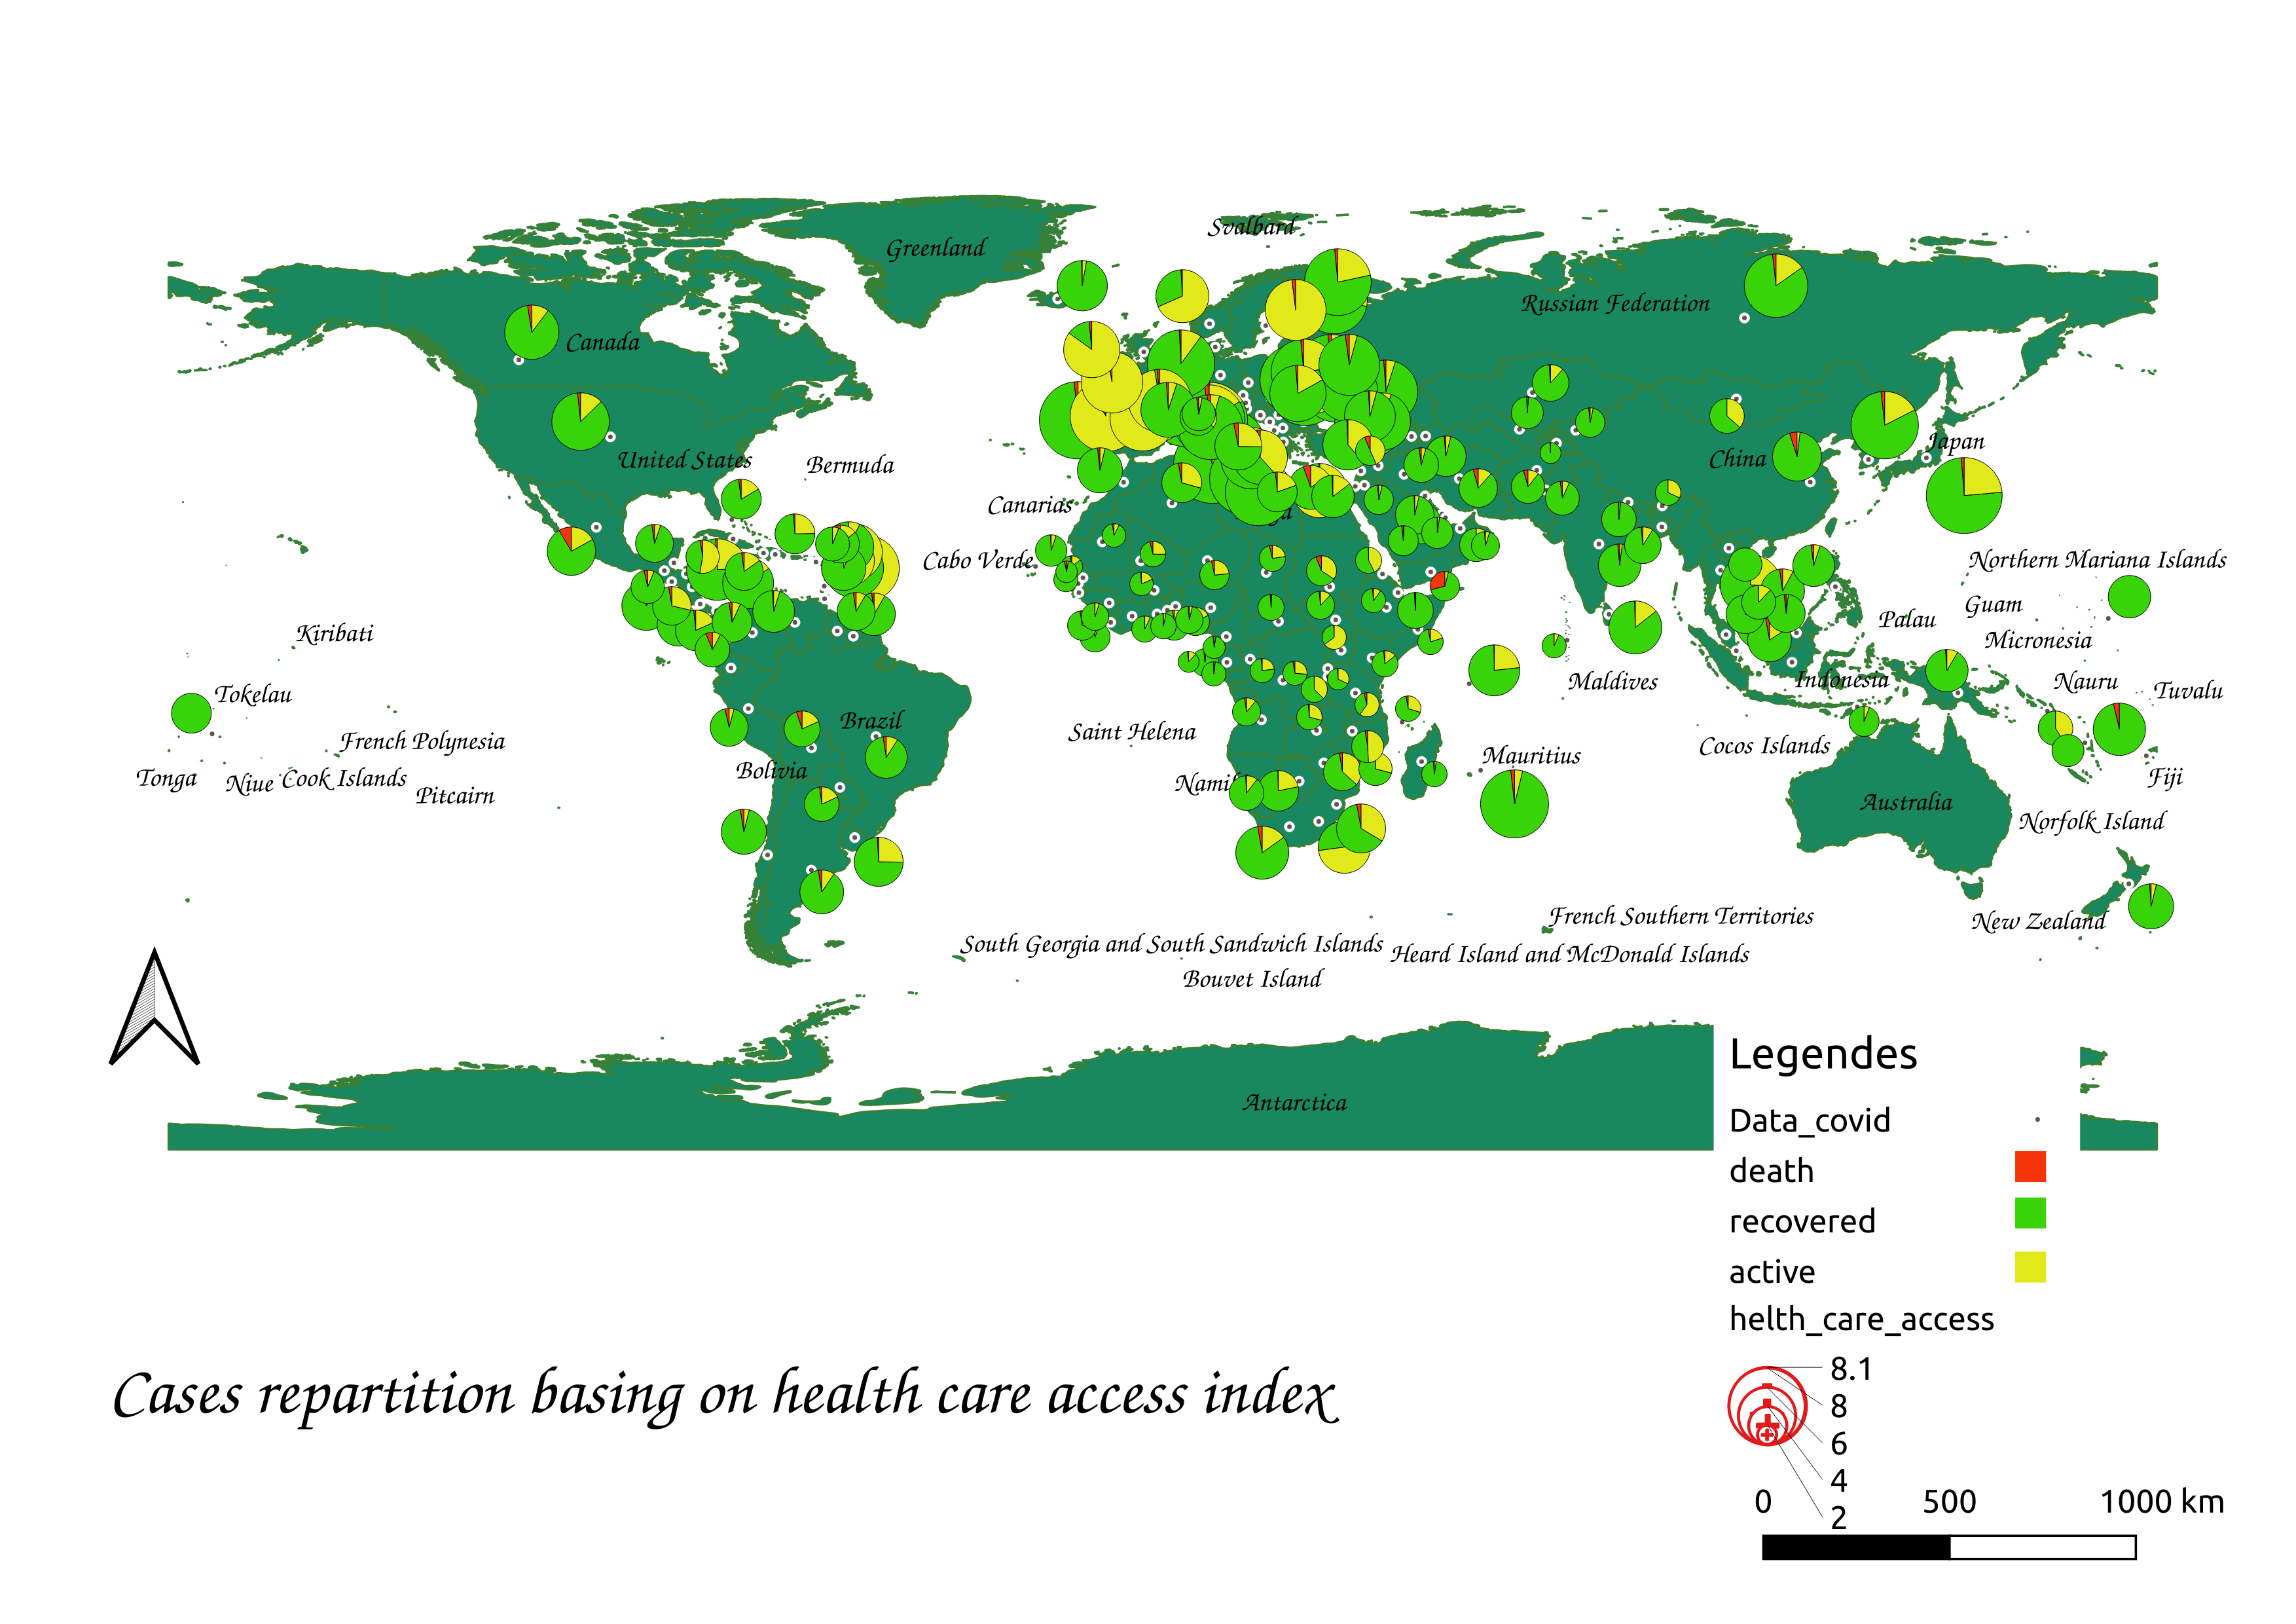 Svalbard
Greenland
Russian Federation
Canada
Japan
United States
China
Bermuda
Canarias
Cabo Verde
Northern Mariana Islands
Guam
Palau
Kiribati
Micronesia
Maldives
Indonesia
Nauru
Tuvalu
Tokelau
Brazil
Saint Helena
French Polynesia
Cocos Islands
Mauritius
Bolivia
Tonga
Niue
Cook Islands
Fiji
Pitcairn
Australia
Norfolk Island
French Southern Territories
New Zealand
South Georgia and South Sandwich Islands
Heard Island and McDonald Islands
Bouvet Island
Antarctica
Legendes
Data_covid
death
recovered
active
helth_care_access
8.1
8
6
4
2
0 500 1000 km
Cases repartition basing on health care access index